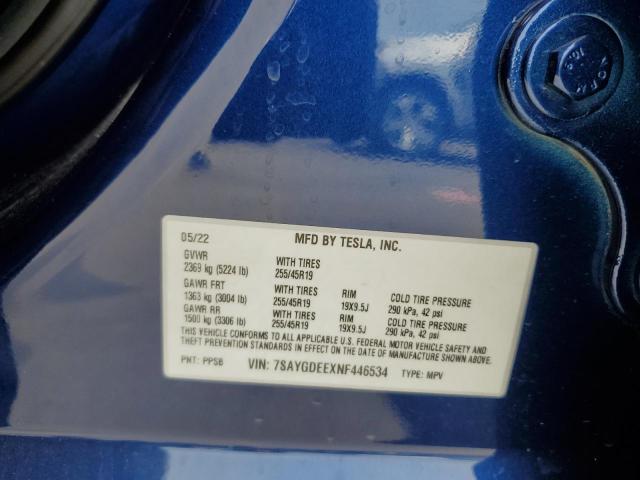 05/22 MFD BY TESLA, INC.
GVWR WITH TIRES
2369 kg (5224 lb) 255/45R19
GAWR FRT WITH TIRES RIM COLD TIRE PRESSURE
1363 kg (3004 lb) 255/45R19 19X9.5J 290 kPa, 42 psi
GAWR RR WITH TIRES RIM COLD TIRE PRESSURE
1500 kg (3306 lb) 255/45R19 19X9.5J 290 kPa, 42 psi
THIS VEHICLE CONFORMS TO ALL APPLICABLE U.S. FEDERAL MOTOR VEHICLE SAFETY AND
THEFT PREVENTION STANDARDS IN EFFECT ON THE DATE OF MANUFACTURE SHOWN ABOVE.
PNT: PPSB VIN: 7SAYGDEEXNF446534 TYPE: MPV